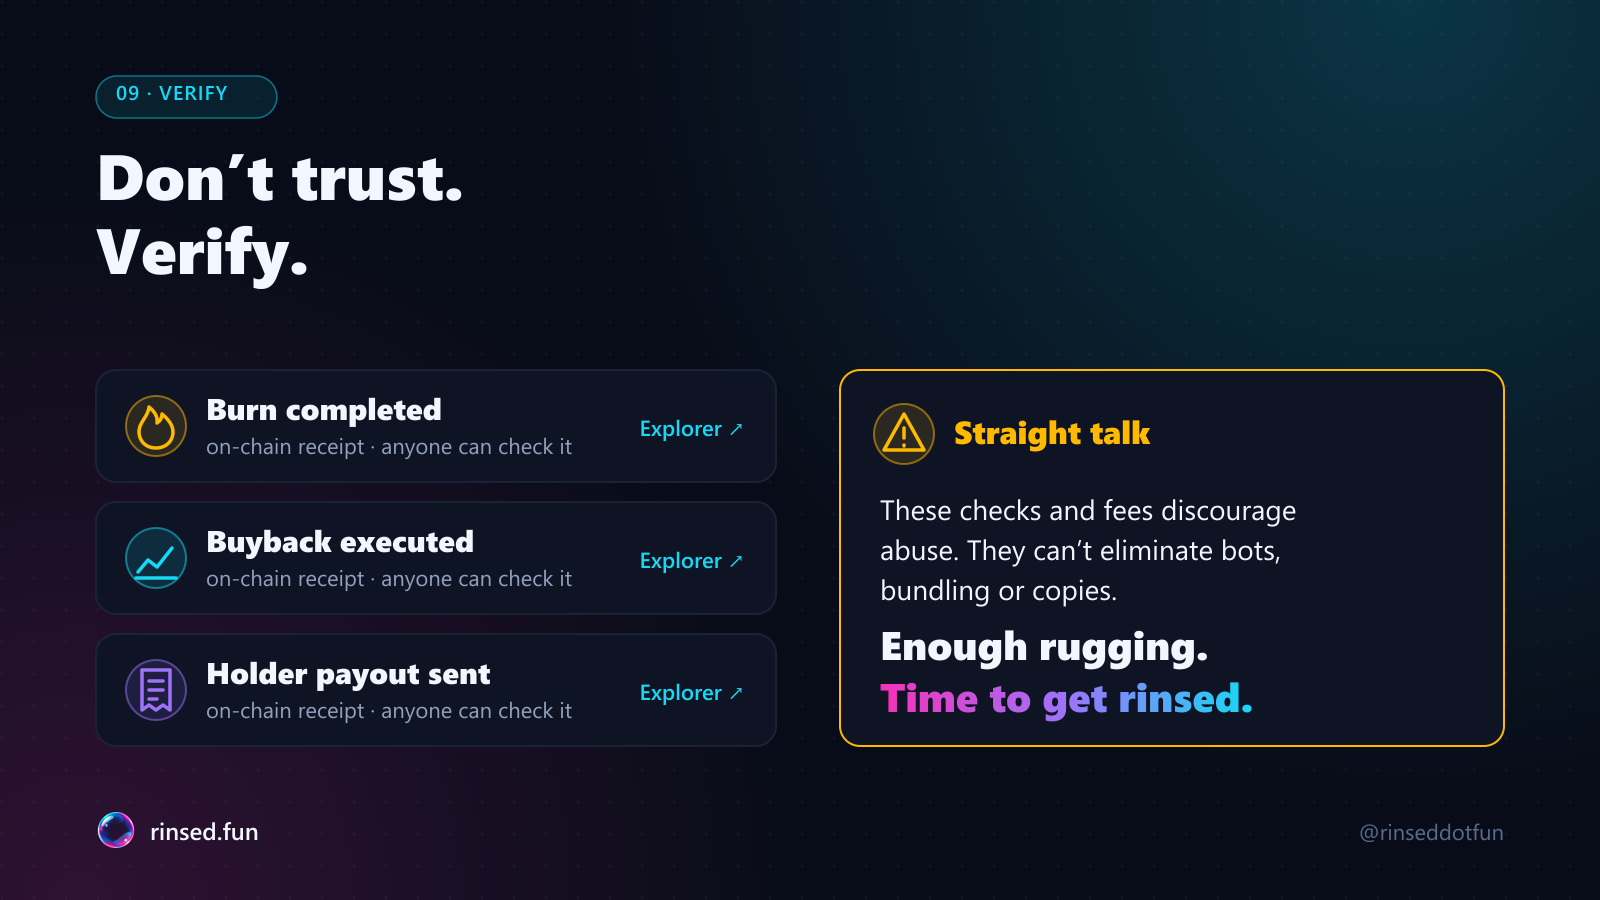 09 · VERIFY
Don’t trust.
Verify.
Burn completed
on-chain receipt · anyone can check it
Explorer ↗
Buyback executed
on-chain receipt · anyone can check it
Explorer ↗
Holder payout sent
on-chain receipt · anyone can check it
Explorer ↗
Straight talk
These checks and fees discourage
abuse. They can’t eliminate bots,
bundling or copies.
Enough rugging.
Time to get rinsed.
rinsed.fun
@rinseddotfun